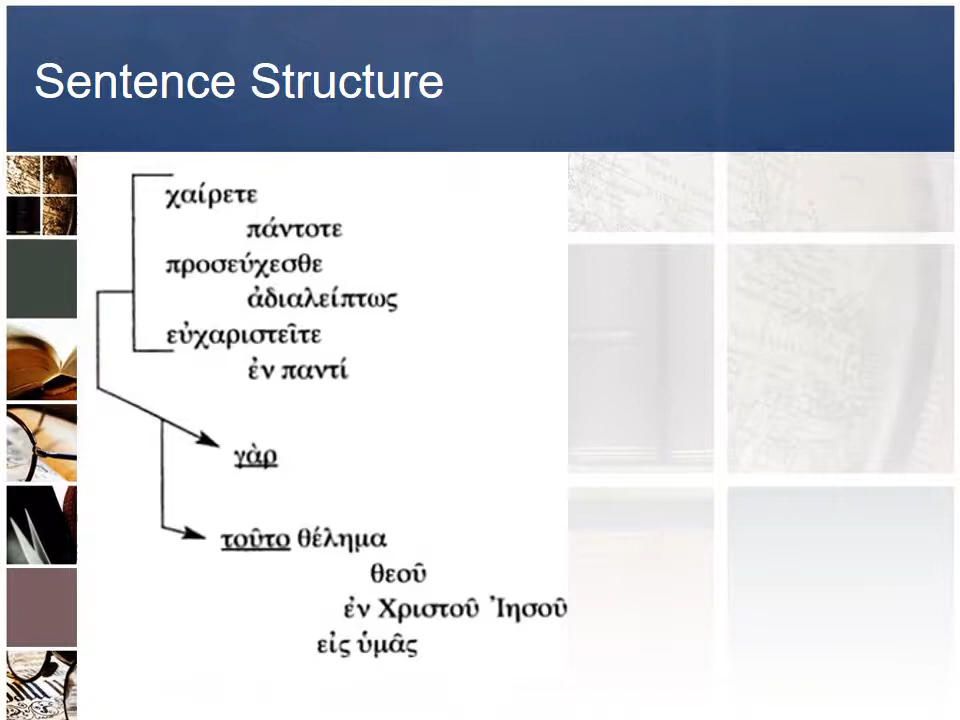 Sentence Structure
χαίρετε
πάντοτε
προσεύχεσθε
ἀδιαλείπτως
εὐχαριστεῖτε
ἐν παντί
γὰρ
τοῦτο θέλημα
θεοῦ
ἐν Χριστοῦ Ἰησοῦ
εἰς ὑμᾶς